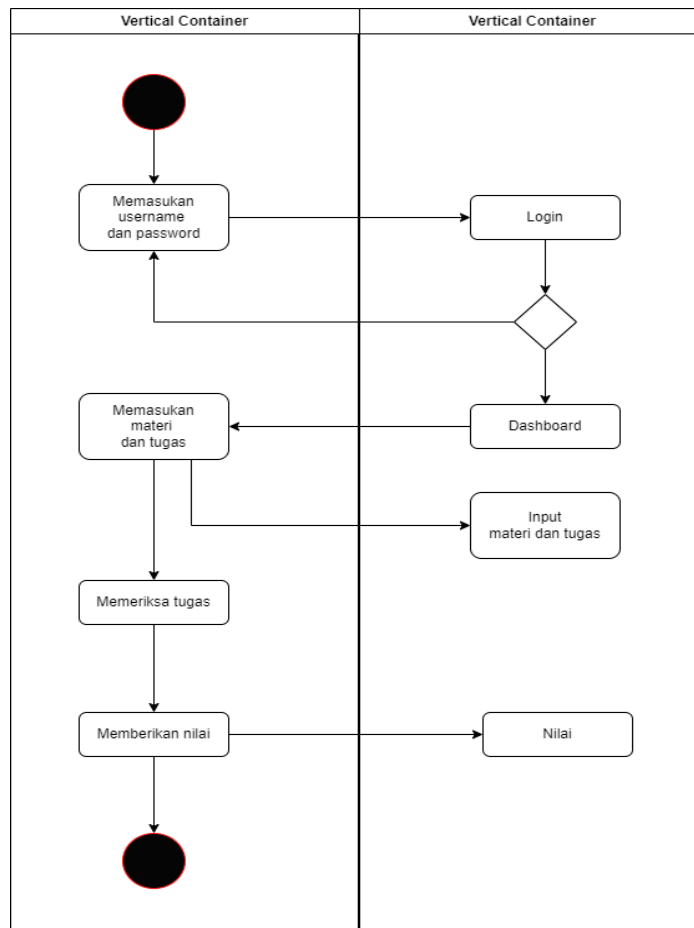 Vertical Container
Vertical Container
Memasukan
username
dan password
Login
Memasukan
materi
dan tugas
Dashboard
Input
materi dan tugas
Memeriksa tugas
Memberikan nilai
Nilai